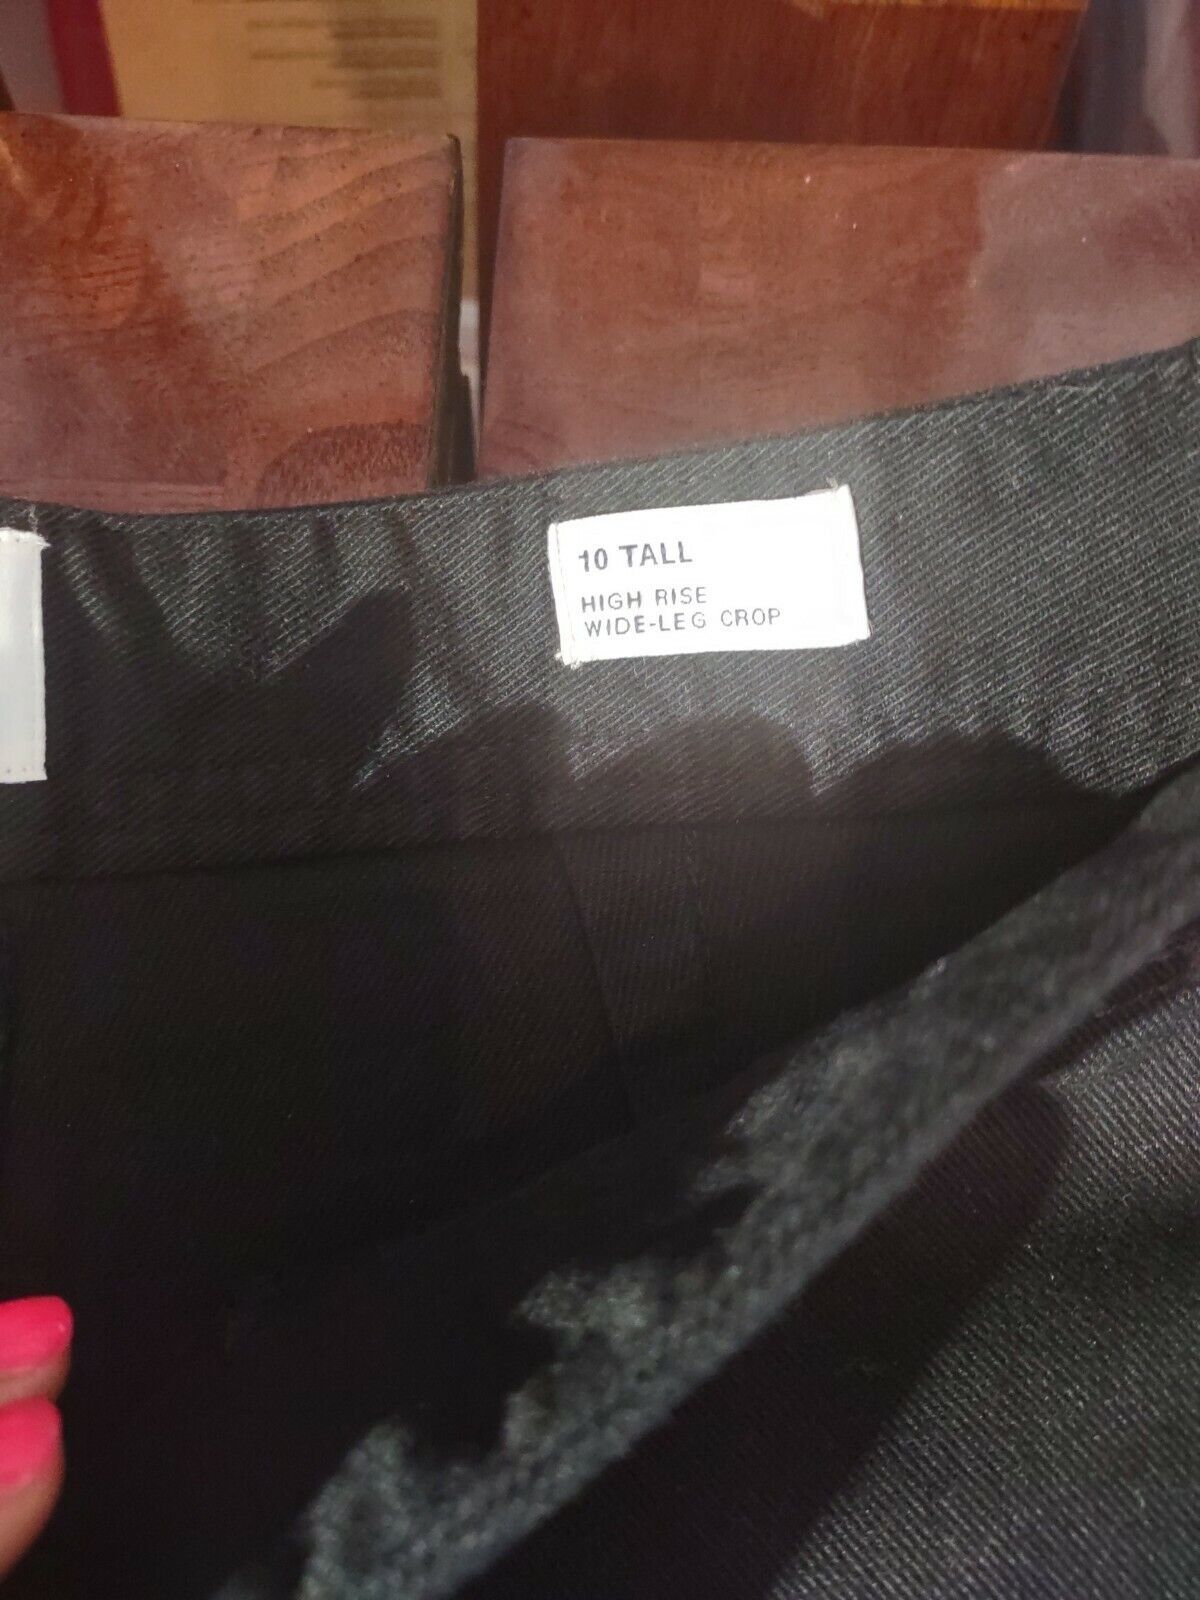 10 TALL
HIGH RISE
WIDE-LEG CROP